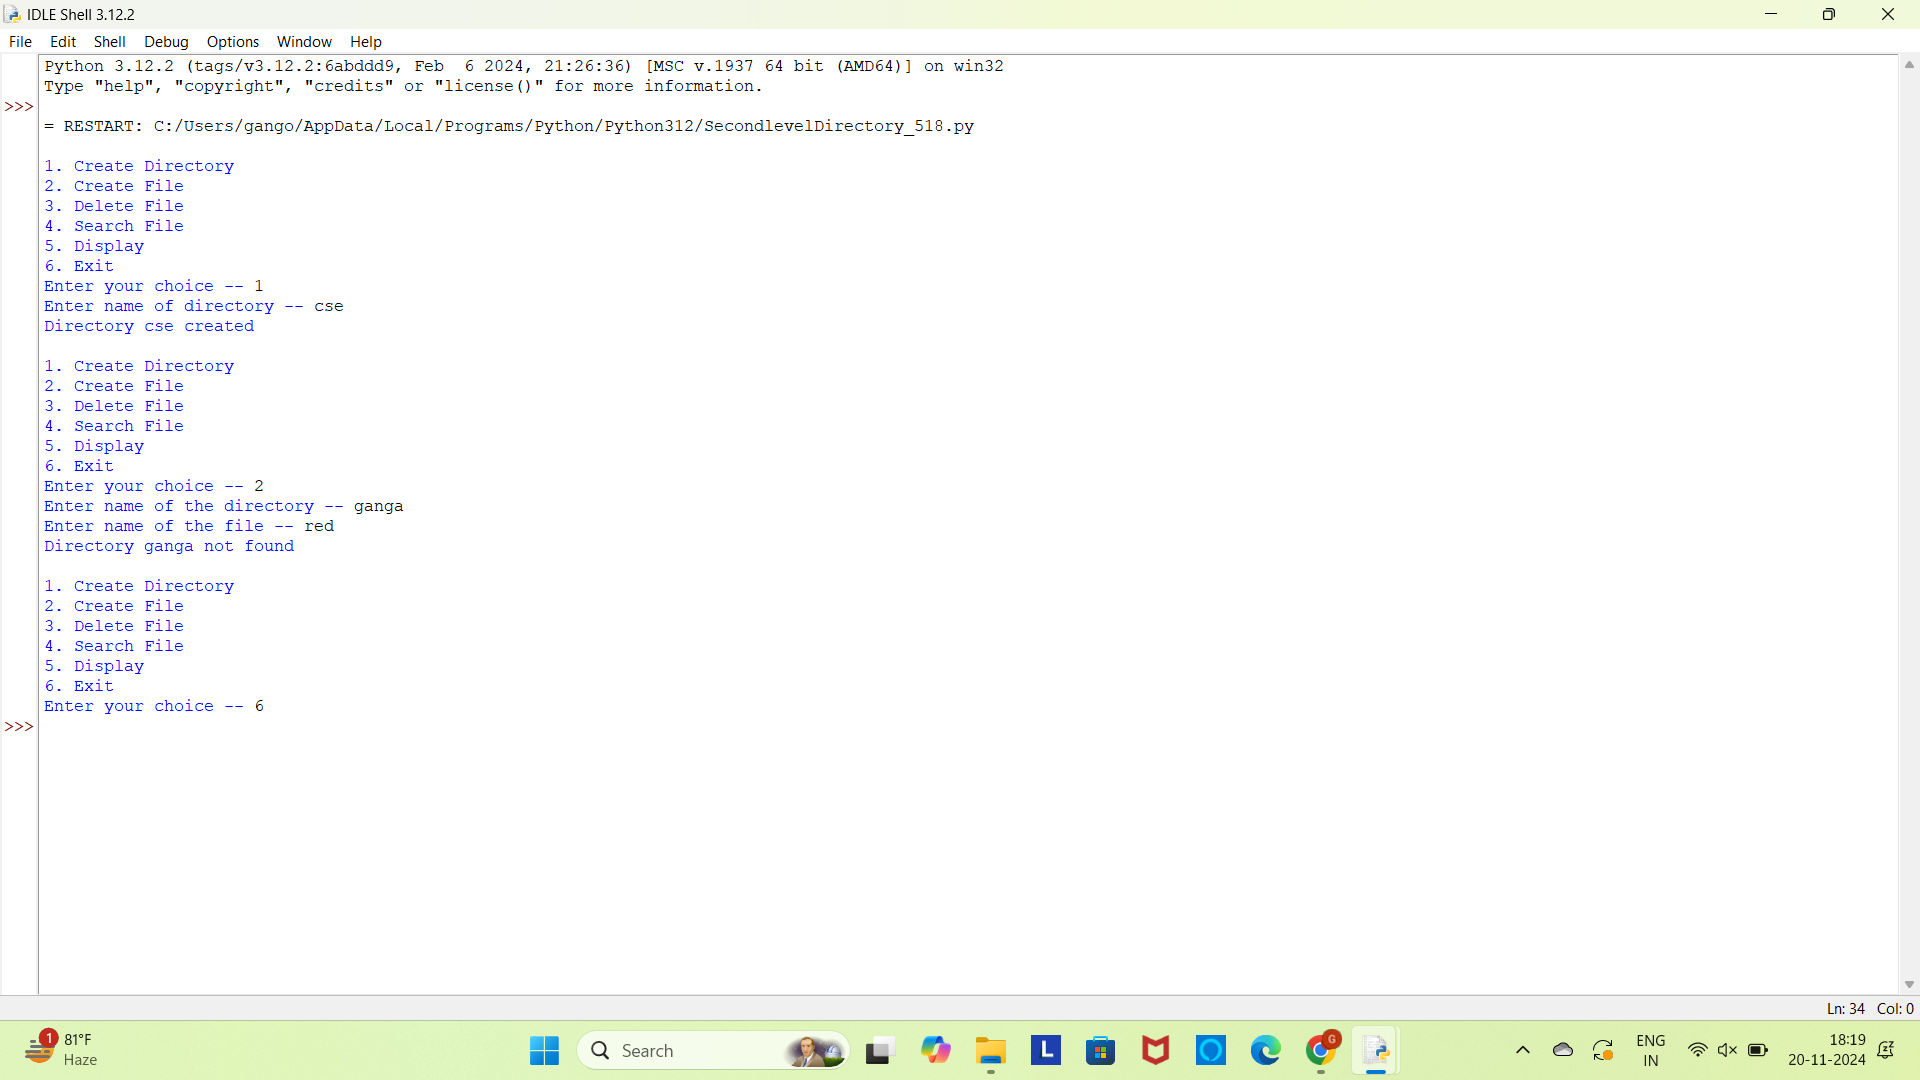 IDLE Shell 3.12.2
File Edit Shell Debug Options Window Help
Python 3.12.2 (tags/v3.12.2:6abddd9, Feb  6 2024, 21:26:36) [MSC v.1937 64 bit (AMD64)] on win32
Type "help", "copyright", "credits" or "license()" for more information.
>>>
= RESTART: C:/Users/gango/AppData/Local/Programs/Python/Python312/SecondlevelDirectory_518.py
1. Create Directory
2. Create File
3. Delete File
4. Search File
5. Display
6. Exit
Enter your choice -- 1
Enter name of directory -- cse
Directory cse created
1. Create Directory
2. Create File
3. Delete File
4. Search File
5. Display
6. Exit
Enter your choice -- 2
Enter name of the directory -- ganga
Enter name of the file -- red
Directory ganga not found
1. Create Directory
2. Create File
3. Delete File
4. Search File
5. Display
6. Exit
Enter your choice -- 6
>>>
Ln: 34 Col: 0
1
81°F
Haze
Search
L
G
ENG
IN
18:19
20-11-2024